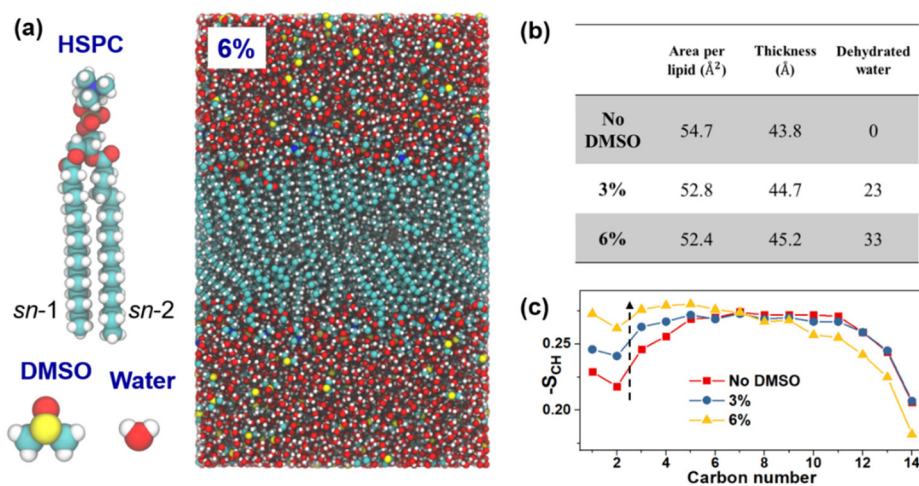 (a)
HSPC
sn-1
sn-2
DMSO
Water
6%
(b)
Area per lipid (Å²)
Thickness (Å)
Dehydrated water
No DMSO
54.7
43.8
0
3%
52.8
44.7
23
6%
52.4
45.2
33
(c)
-S_CH
0.25
0.20
No DMSO
3%
6%
2
4
6
8
10
12
14
Carbon number